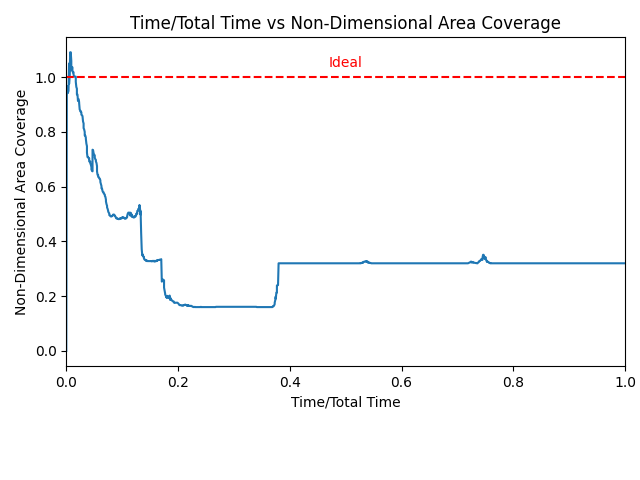 Time/Total Time vs Non-Dimensional Area Coverage
Ideal
Non-Dimensional Area Coverage
1.0
0.8
0.6
0.4
0.2
0.0
0.0 0.2 0.4 0.6 0.8 1.0
Time/Total Time